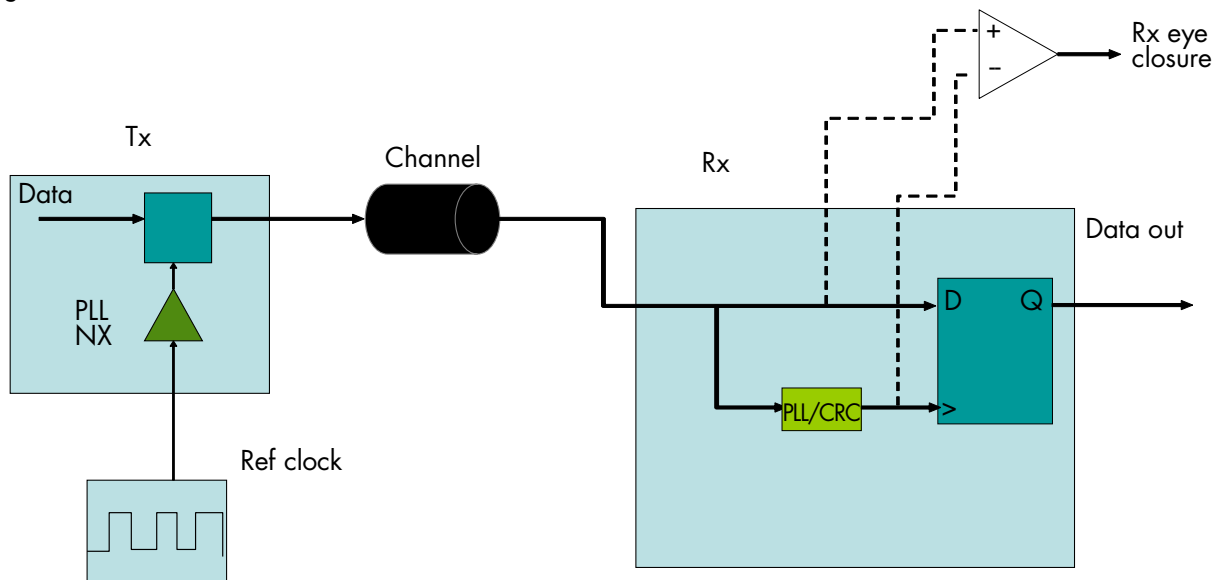 +
−
Rx eye
closure
Tx
Channel
Rx
Data
Data out
PLL
NX
D Q
PLL/CRC
>
Ref clock